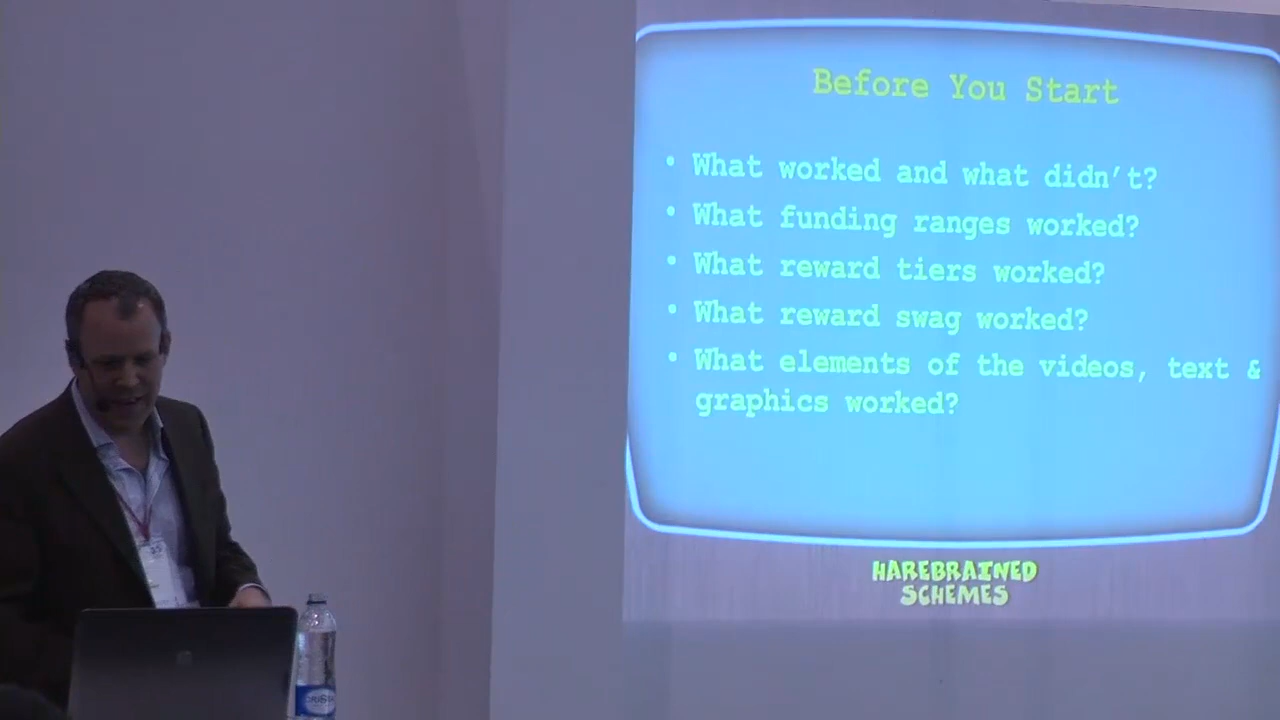 Before You Start
• What worked and what didn't?
• What funding ranges worked?
• What reward tiers worked?
• What reward swag worked?
• What elements of the videos, text &
graphics worked?
HAREBRAINED
SCHEMES